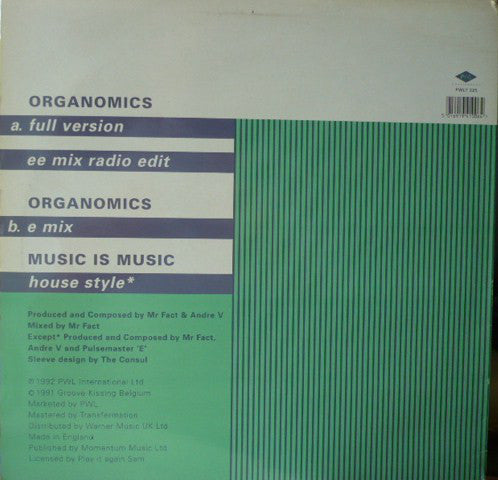 PWLT 225
ORGANOMICS
a. full version
ee mix radio edit
ORGANOMICS
b. e mix
MUSIC IS MUSIC
house style*
Produced and Composed by Mr Fact & Andre V
Mixed by Mr Fact
Except* Produced and Composed by Mr Fact,
Andre V and Pulsemaster 'E'
Sleeve design by The Consul
℗ 1992 PWL International Ltd
© 1991 Groove Kissing Belgium
Marketed by PWL
Mastered by Transfermation
Distributed by Warner Music UK Ltd
Made in England
Published by Momentum Music Ltd
Licensed by Play it again Sam